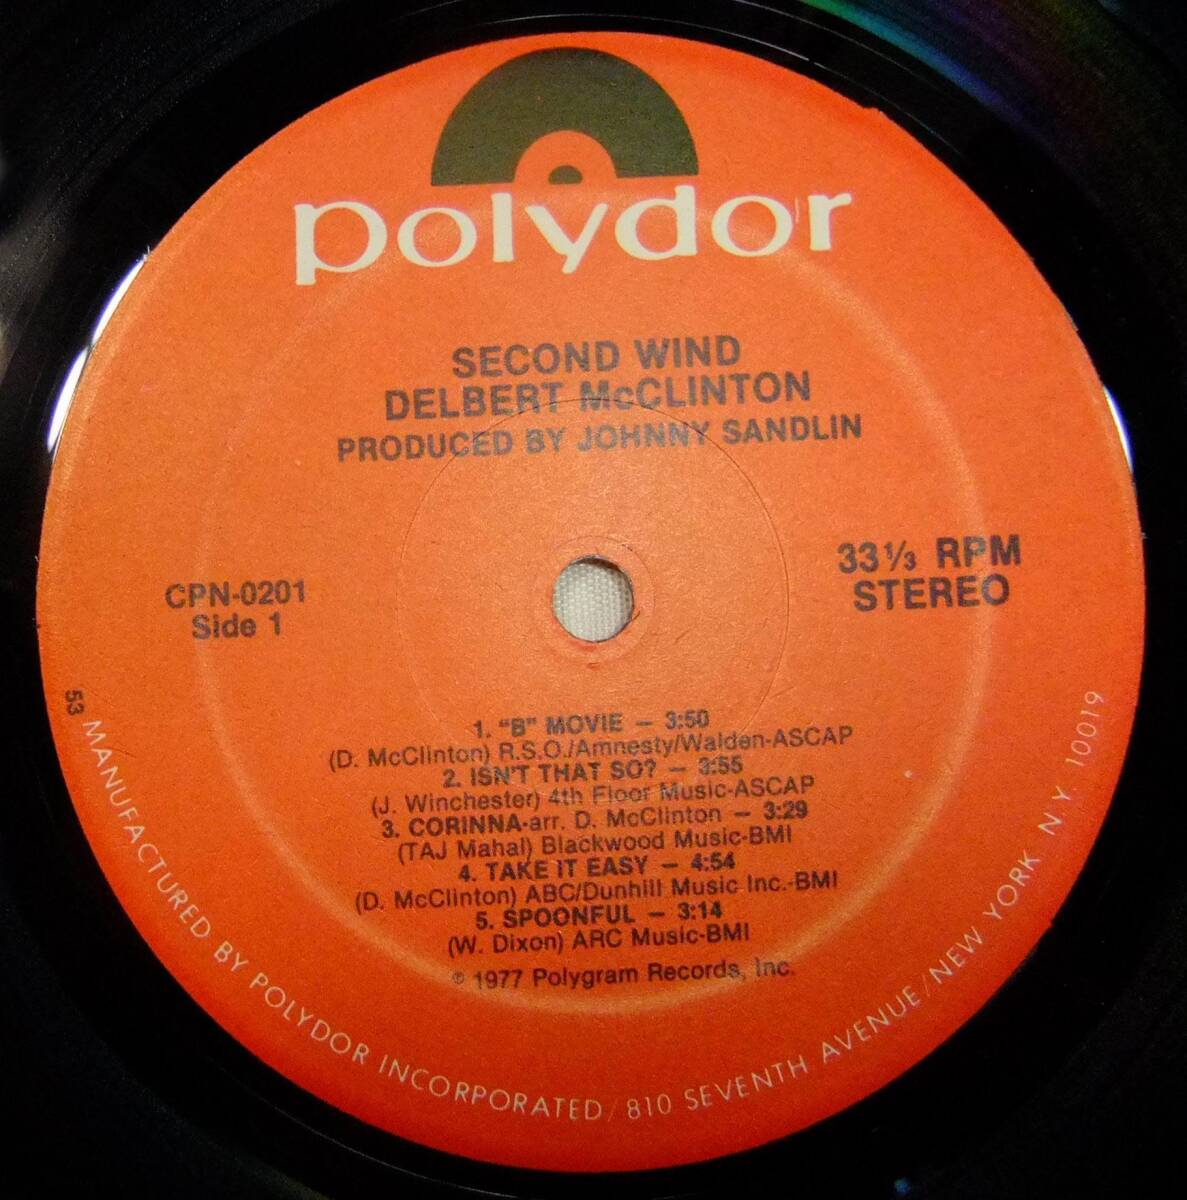 polydor
SECOND WIND
DELBERT McCLINTON
PRODUCED BY JOHNNY SANDLIN
33 1/3 RPM
STEREO
CPN-0201
Side 1
1. "B" MOVIE — 3:50
(D. McClinton) R.S.O./Amnesty/Walden-ASCAP
2. ISN'T THAT SO? — 3:55
(J. Winchester) 4th Floor Music-ASCAP
3. CORINNA-arr. D. McClinton — 3:29
(TAJ Mahal) Blackwood Music-BMI
4. TAKE IT EASY — 4:54
(D. McClinton) ABC/Dunhill Music Inc.-BMI
5. SPOONFUL — 3:14
(W. Dixon) ARC Music-BMI
℗ 1977 Polygram Records, Inc.
53
MANUFACTURED BY POLYDOR INCORPORATED/810 SEVENTH AVENUE/NEW YORK N.Y. 10019